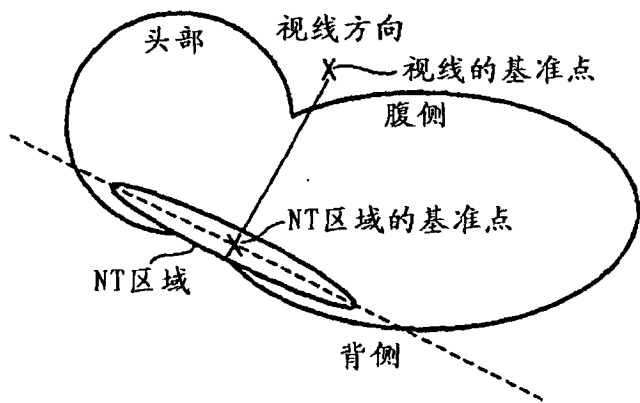 头部
视线方向
视线的基准点
腹侧
NT区域的基准点
NT区域
背侧